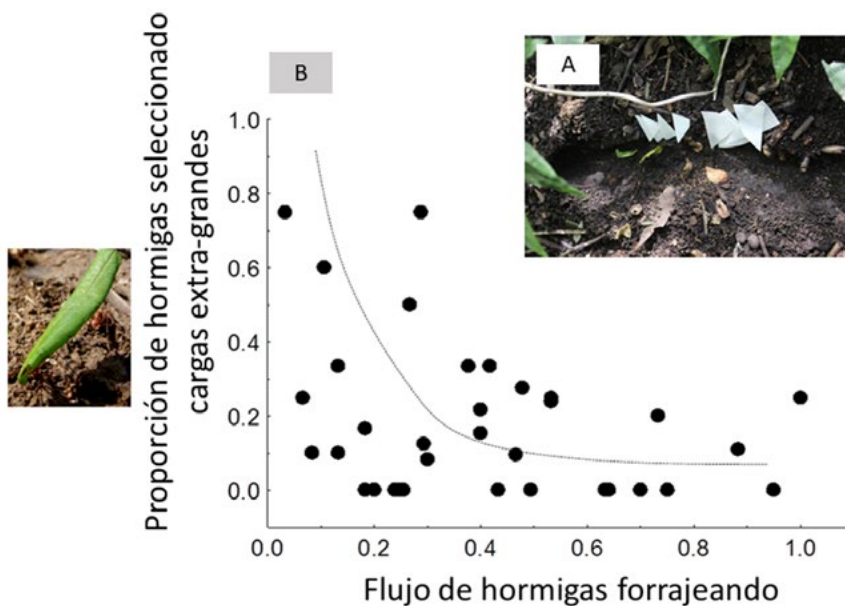 B
A
Proporción de hormigas seleccionado
cargas extra-grandes
1.0
0.8
0.6
0.4
0.2
0.0
0.0 0.2 0.4 0.6 0.8 1.0
Flujo de hormigas forrajeando